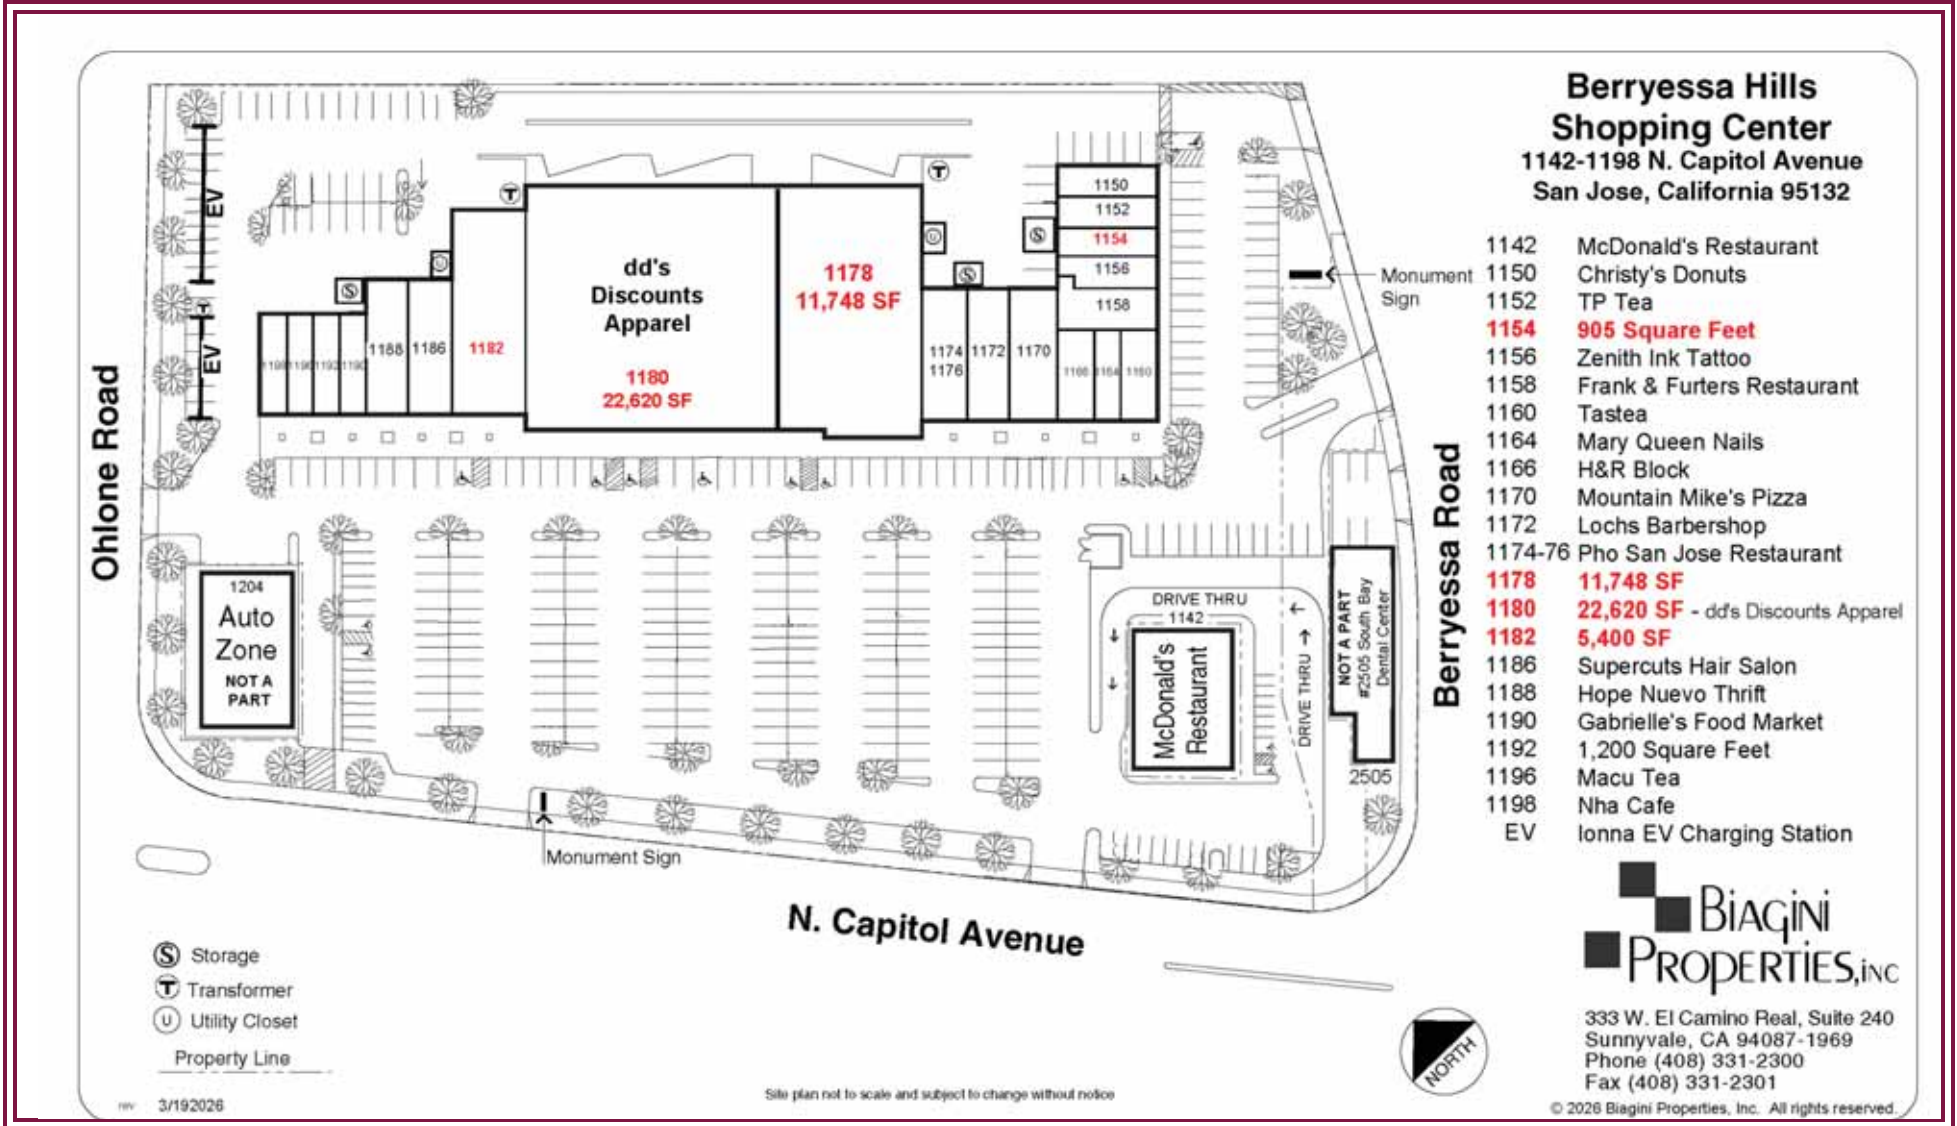 Berryessa Hills
Shopping Center
1142-1198 N. Capitol Avenue
San Jose, California 95132
1142 McDonald's Restaurant
1150 Christy's Donuts
1152 TP Tea
1154 905 Square Feet
1156 Zenith Ink Tattoo
1158 Frank & Furters Restaurant
1160 Tastea
1164 Mary Queen Nails
1166 H&R Block
1170 Mountain Mike's Pizza
1172 Lochs Barbershop
1174-76 Pho San Jose Restaurant
1178 11,748 SF
1180 22,620 SF - dd's Discounts Apparel
1182 5,400 SF
1186 Supercuts Hair Salon
1188 Hope Nuevo Thrift
1190 Gabrielle's Food Market
1192 1,200 Square Feet
1196 Macu Tea
1198 Nha Cafe
EV Ionna EV Charging Station
Monument
Sign
EV
T
EV
Ohlone Road
T
U
S
1198
1196
1192
1190
1188
1186
1182
dd's
Discounts
Apparel
1180
22,620 SF
1178
11,748 SF
T
U
S
S
1150
1152
1154
1156
1158
1174
1176
1172
1170
1166
1164
1160
Berryessa Road
1204
Auto
Zone
NOT A
PART
DRIVE THRU
1142
McDonald's
Restaurant
DRIVE THRU
NOT A PART
#2505 South Bay
Dental Center
2505
Monument Sign
N. Capitol Avenue
S Storage
T Transformer
U Utility Closet
Property Line
rev 3/192026
Site plan not to scale and subject to change without notice
NORTH
BIAGINI
PROPERTIES, INC
333 W. El Camino Real, Suite 240
Sunnyvale, CA 94087-1969
Phone (408) 331-2300
Fax (408) 331-2301
© 2026 Biagini Properties, Inc. All rights reserved.